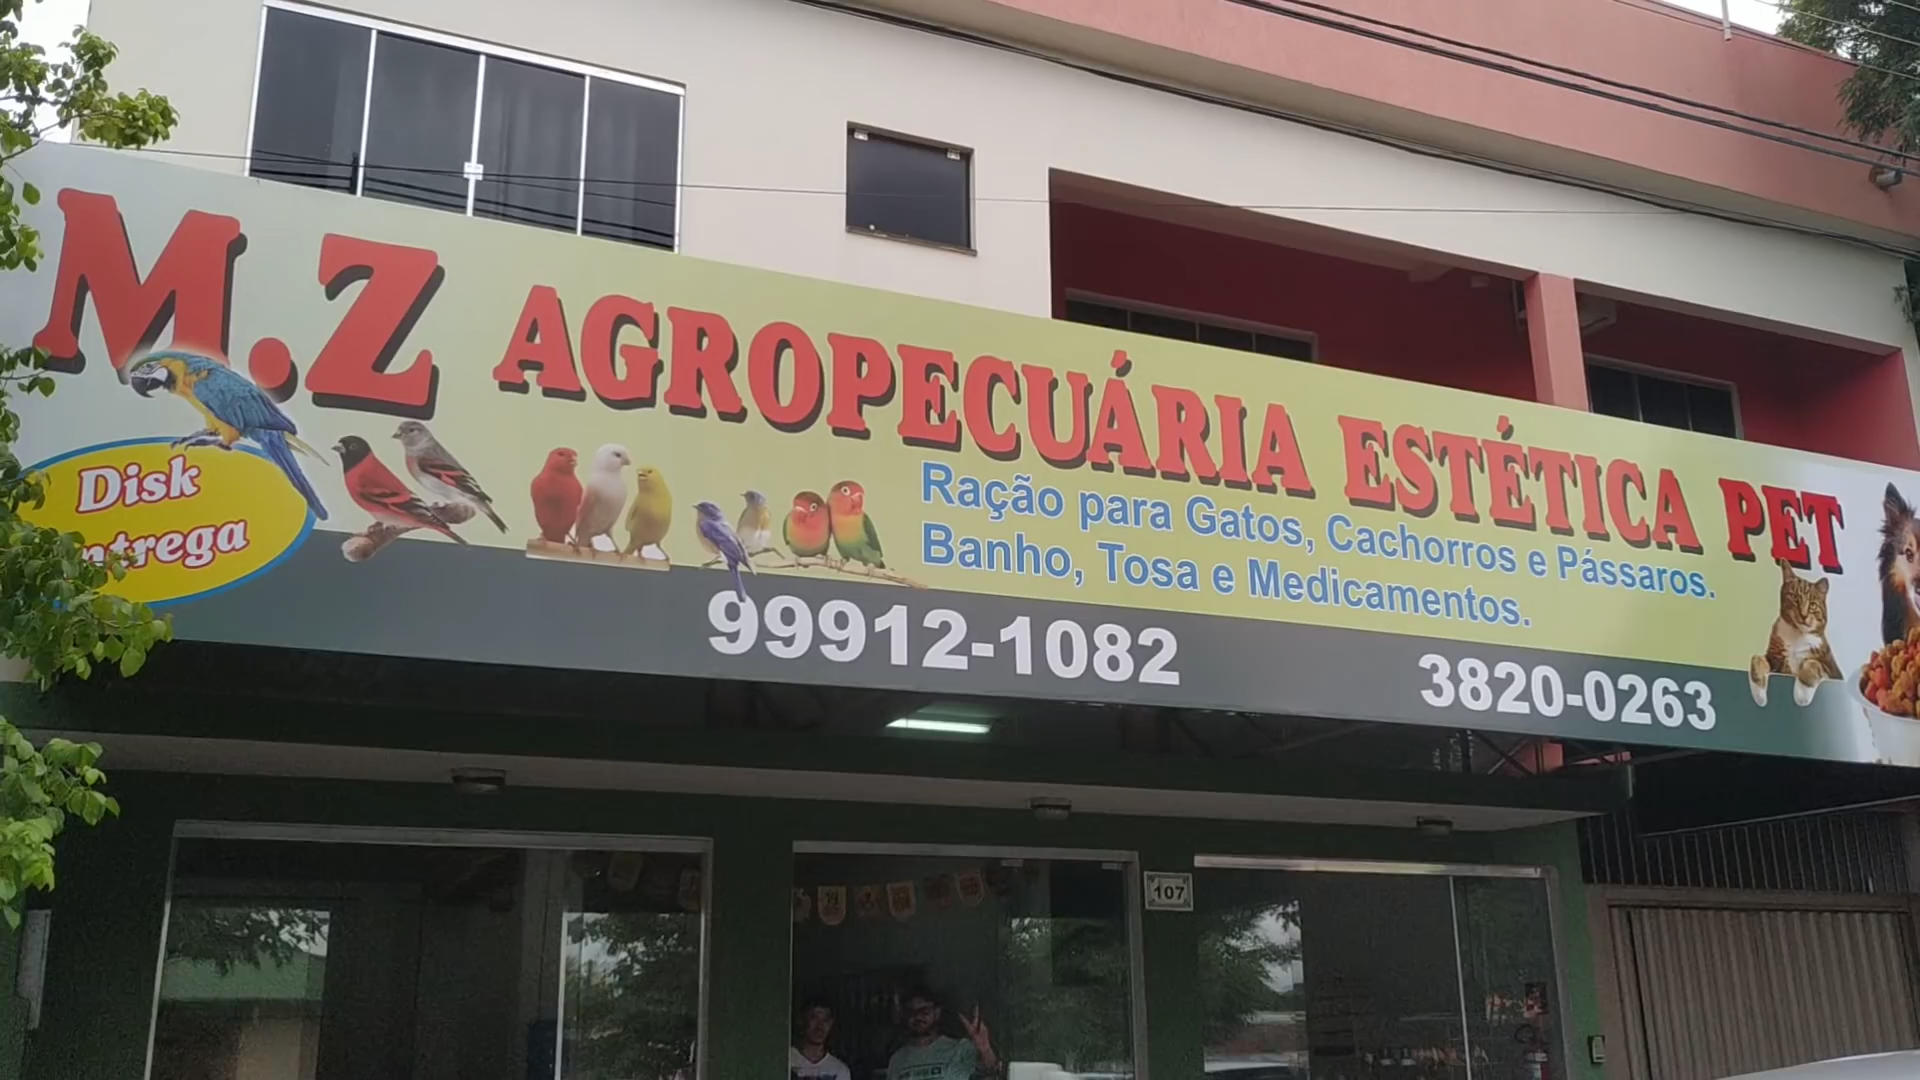 M.Z AGROPECUÁRIA ESTÉTICA PET
Disk
ntrega
Ração para Gatos, Cachorros e Pássaros.
Banho, Tosa e Medicamentos.
99912-1082
3820-0263
107